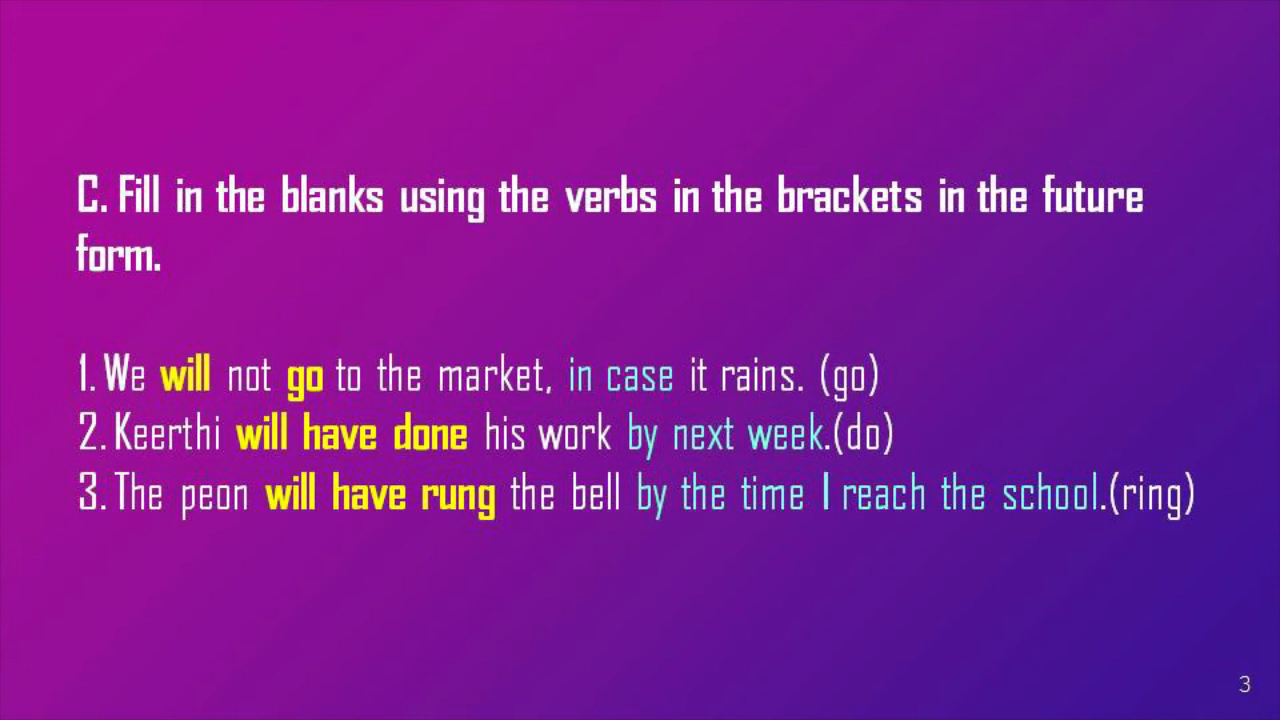 C. Fill in the blanks using the verbs in the brackets in the future
form.
1. We will not go to the market, in case it rains. (go)
2. Keerthi will have done his work by next week.(do)
3. The peon will have rung the bell by the time I reach the school.(ring)
3